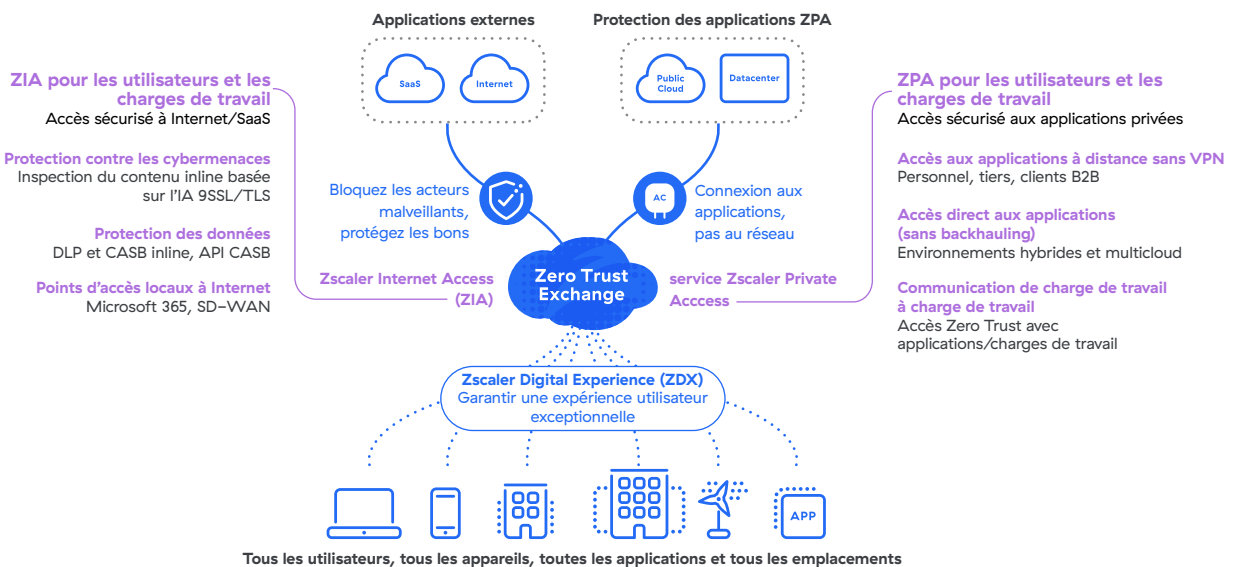 Applications externes
Protection des applications ZPA
SaaS
Internet
Public
Cloud
Datacenter
ZIA pour les utilisateurs et les
charges de travail
Accès sécurisé à Internet/SaaS
Protection contre les cybermenaces
Inspection du contenu inline basée
sur l'IA 9SSL/TLS
Protection des données
DLP et CASB inline, API CASB
Points d'accès locaux à Internet
Microsoft 365, SD-WAN
Bloquez les acteurs
malveillants,
protégez les bons
AC
Connexion aux
applications,
pas au réseau
Zscaler Internet Access
(ZIA)
Zero Trust
Exchange
service Zscaler Private
Acccess
ZPA pour les utilisateurs et les
charges de travail
Accès sécurisé aux applications privées
Accès aux applications à distance sans VPN
Personnel, tiers, clients B2B
Accès direct aux applications
(sans backhauling)
Environnements hybrides et multicloud
Communication de charge de travail
à charge de travail
Accès Zero Trust avec
applications/charges de travail
Zscaler Digital Experience (ZDX)
Garantir une expérience utilisateur
exceptionnelle
APP
Tous les utilisateurs, tous les appareils, toutes les applications et tous les emplacements